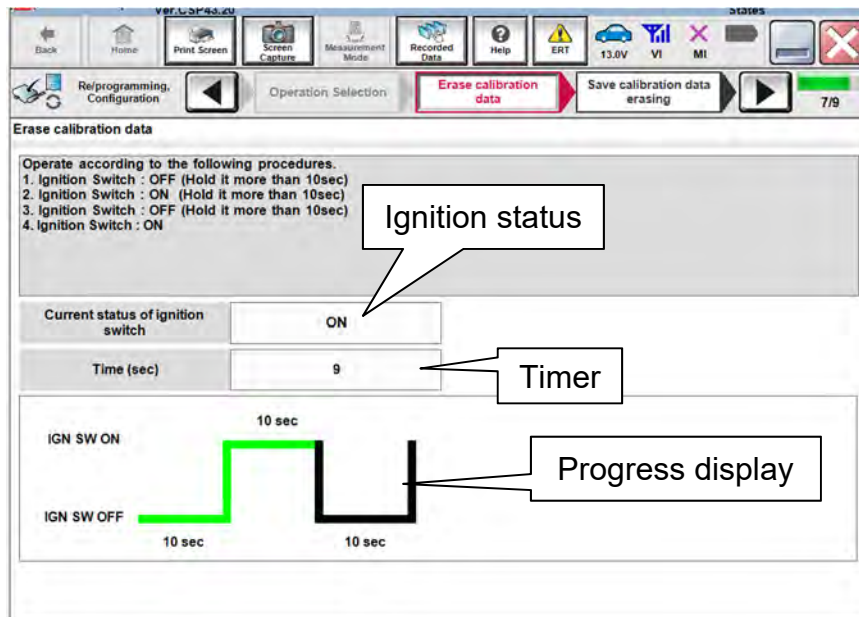 Ver.CSP43.20
States
Back
Home
Print Screen
Screen
Capture
Measurement
Mode
Recorded
Data
Help
ERT
13.0V
VI
MI
Re/programming,
Configuration
Operation Selection
Erase calibration
data
Save calibration data
erasing
7/9
Erase calibration data
Operate according to the following procedures.
1. Ignition Switch : OFF (Hold it more than 10sec)
2. Ignition Switch : ON (Hold it more than 10sec)
3. Ignition Switch : OFF (Hold it more than 10sec)
4. Ignition Switch : ON
Ignition status
Current status of ignition
switch
ON
Time (sec)
9
Timer
10 sec
IGN SW ON
Progress display
IGN SW OFF
10 sec
10 sec